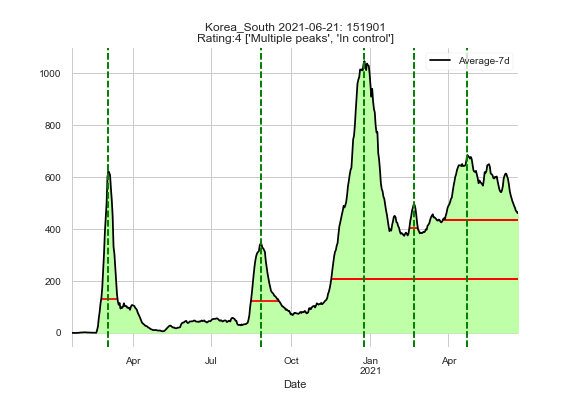 Korea_South 2021-06-21: 151901
Rating:4 ['Multiple peaks', 'In control']
Average-7d
1000
800
600
400
200
0
Apr
Jul
Oct
Jan
2021
Apr
Date